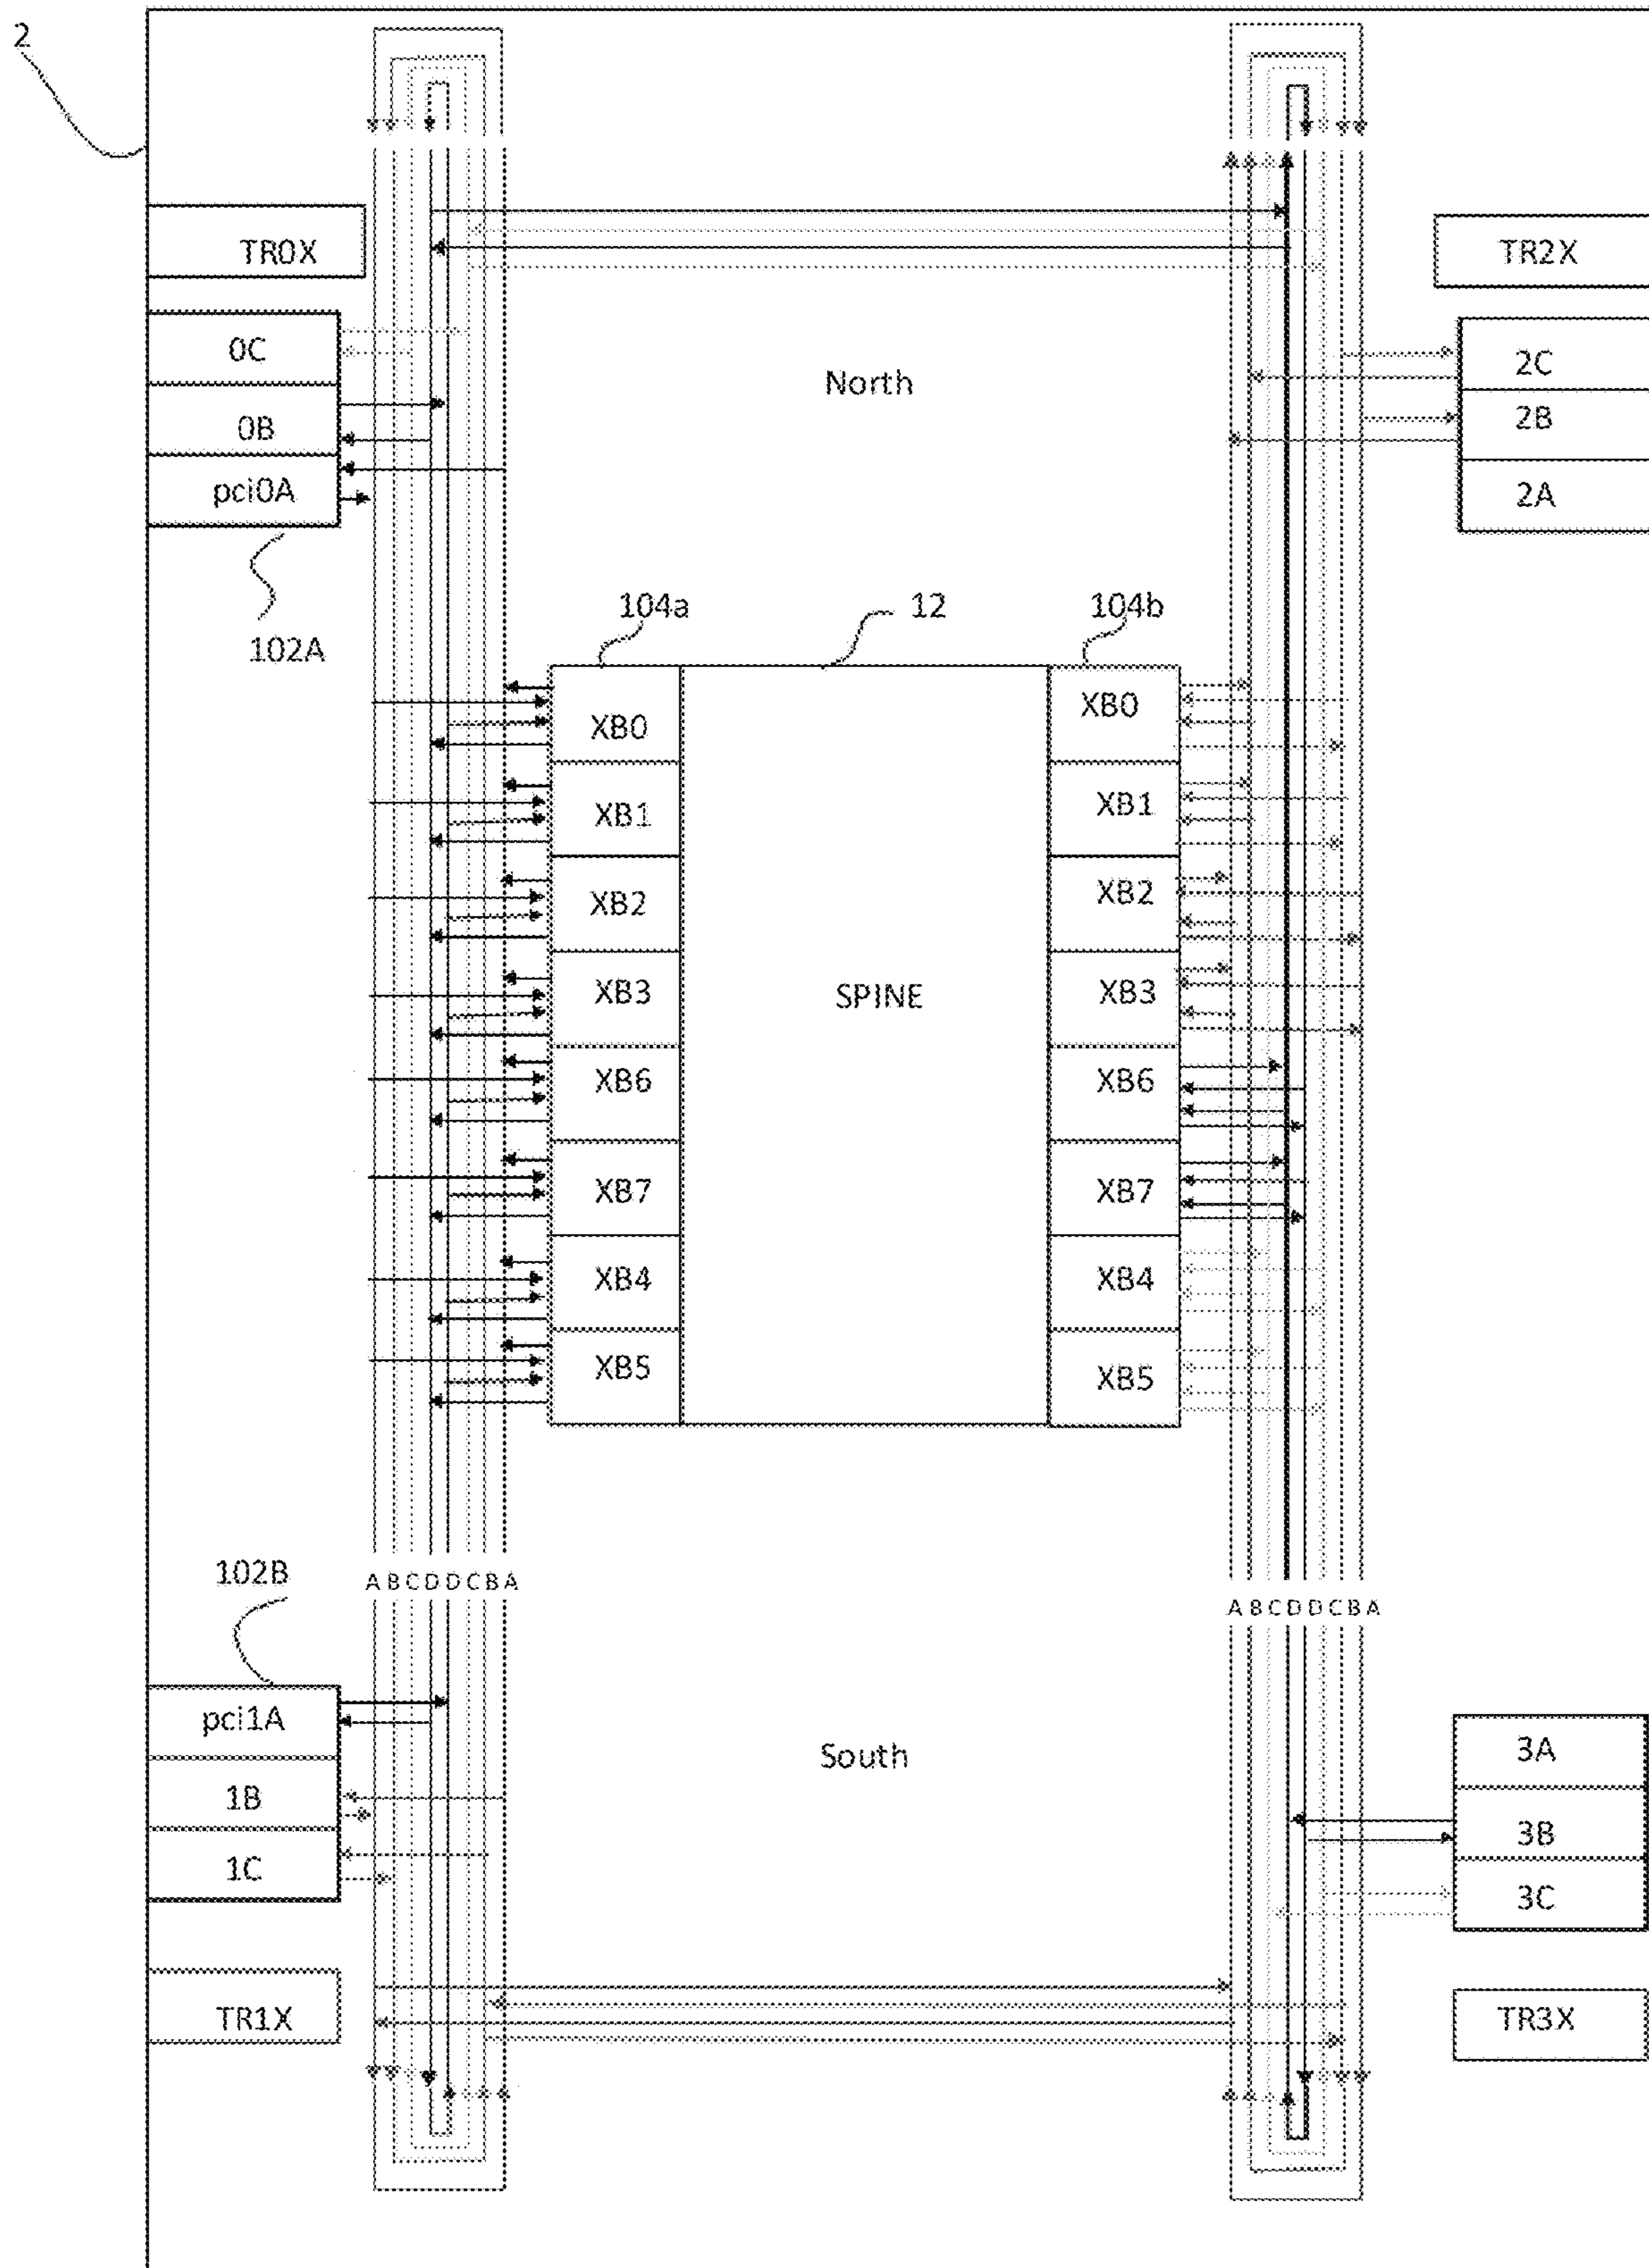 2
TR0X
TR2X
0C
0B
pci0A
102A
North
2C
2B
2A
104a
12
104b
XB0
XB1
XB2
XB3
XB6
XB7
XB4
XB5
SPINE
XB0
XB1
XB2
XB3
XB6
XB7
XB4
XB5
A B C D D C B A
A B C D D C B A
102B
pci1A
1B
1C
South
3A
3B
3C
TR1X
TR3X